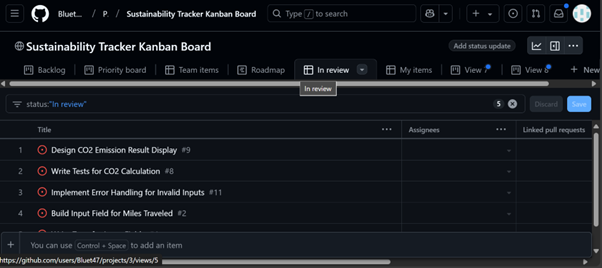 Bluet... / P... / Sustainability Tracker Kanban Board
Type / to search
Sustainability Tracker Kanban Board
Add status update
Backlog
Priority board
Team items
Roadmap
In review
My items
View 7
View 8
New
In review
status:"In review"
5
Discard
Save
Title
Assignees
Linked pull requests
1 Design CO2 Emission Result Display #9
2 Write Tests for CO2 Calculation #8
3 Implement Error Handling for Invalid Inputs #11
4 Build Input Field for Miles Traveled #2
You can use Control + Space to add an item
https://github.com/users/Bluet47/projects/3/views/5